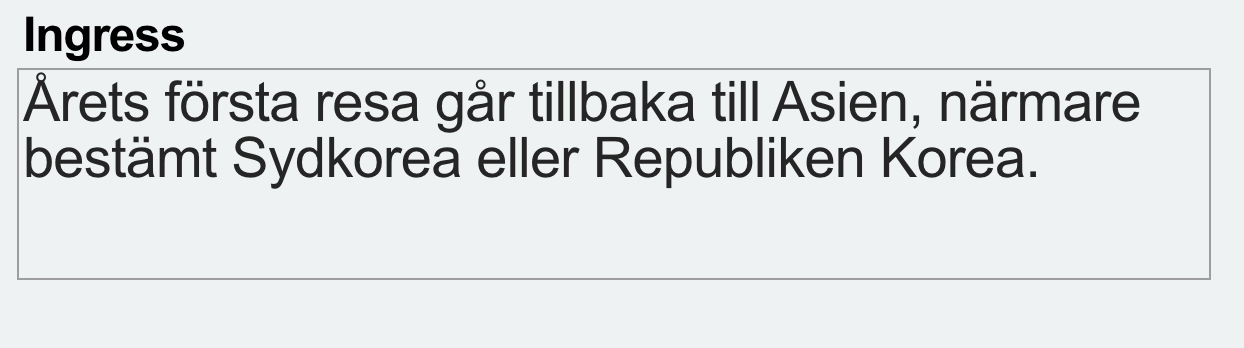 Ingress
Årets första resa går tillbaka till Asien, närmare
bestämt Sydkorea eller Republiken Korea.